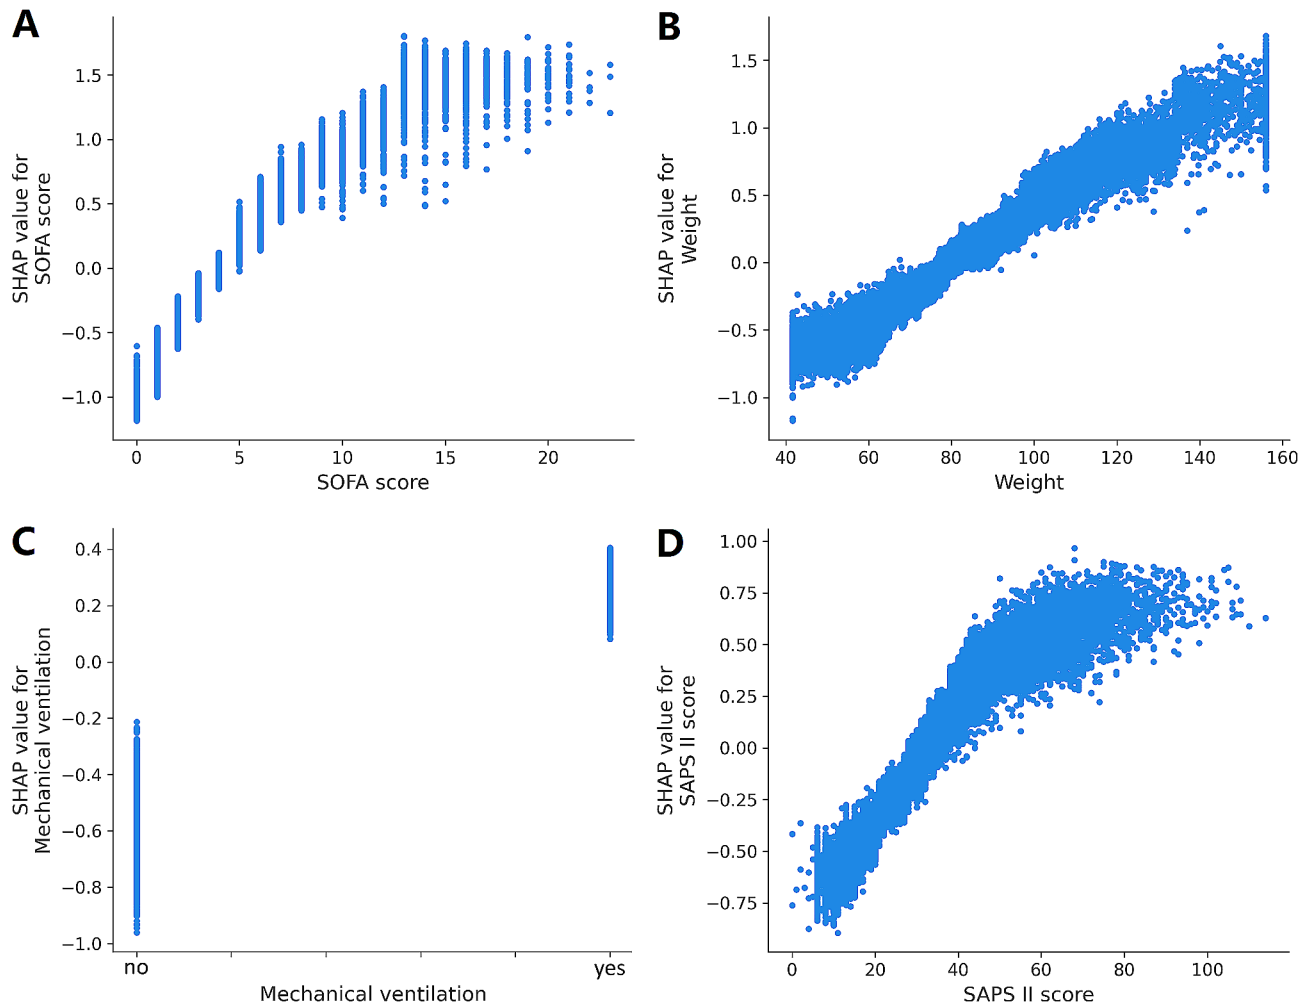 A
SHAP value for
SOFA score
1.5
1.0
0.5
0.0
−0.5
−1.0
0 5 10 15 20
SOFA score
B
SHAP value for
Weight
1.5
1.0
0.5
0.0
−0.5
−1.0
40 60 80 100 120 140 160
Weight
C
SHAP value for
Mechanical ventilation
0.4
0.2
0.0
−0.2
−0.4
−0.6
−0.8
−1.0
no yes
Mechanical ventilation
D
SHAP value for
SAPS II score
1.00
0.75
0.50
0.25
0.00
−0.25
−0.50
−0.75
0 20 40 60 80 100
SAPS II score